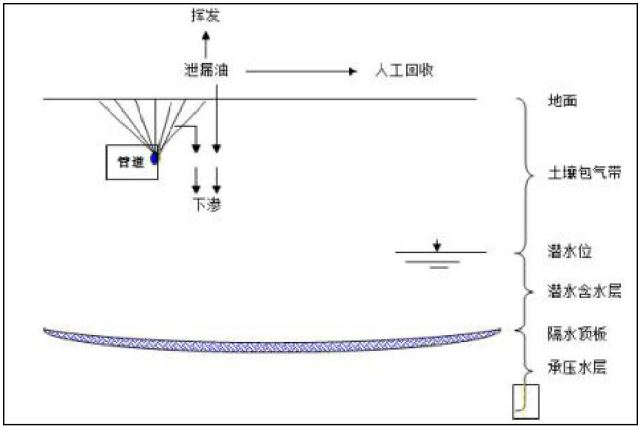 挥发
泄漏油
人工回收
地面
管道
土壤包气带
下渗
潜水位
潜水含水层
隔水顶板
承压水层